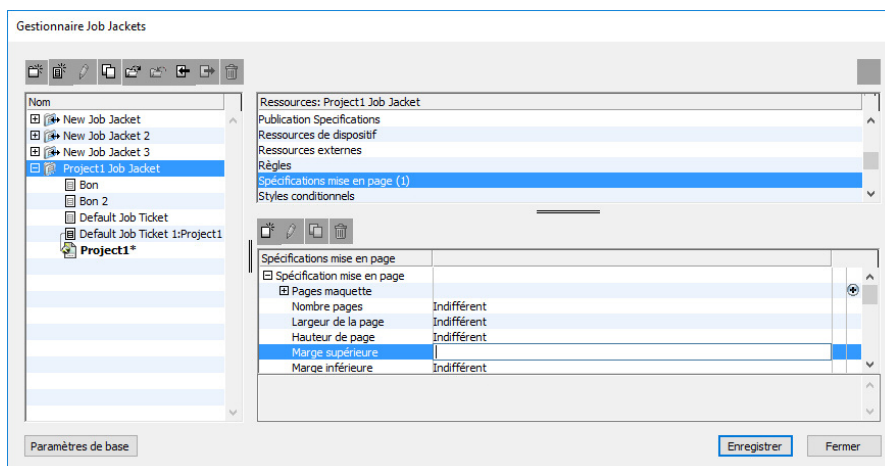 Gestionnaire Job Jackets
Nom
New Job Jacket
New Job Jacket 2
New Job Jacket 3
Project1 Job Jacket
Bon
Bon 2
Default Job Ticket
Default Job Ticket 1:Project1
Project1*
Ressources: Project1 Job Jacket
Publication Specifications
Ressources de dispositif
Ressources externes
Règles
Spécifications mise en page (1)
Styles conditionnels
Spécifications mise en page
Spécification mise en page
Pages maquette
Nombre pages Indifférent
Largeur de la page Indifférent
Hauteur de page Indifférent
Marge supérieure
Marge inférieure Indifférent
Paramètres de base
Enregistrer
Fermer